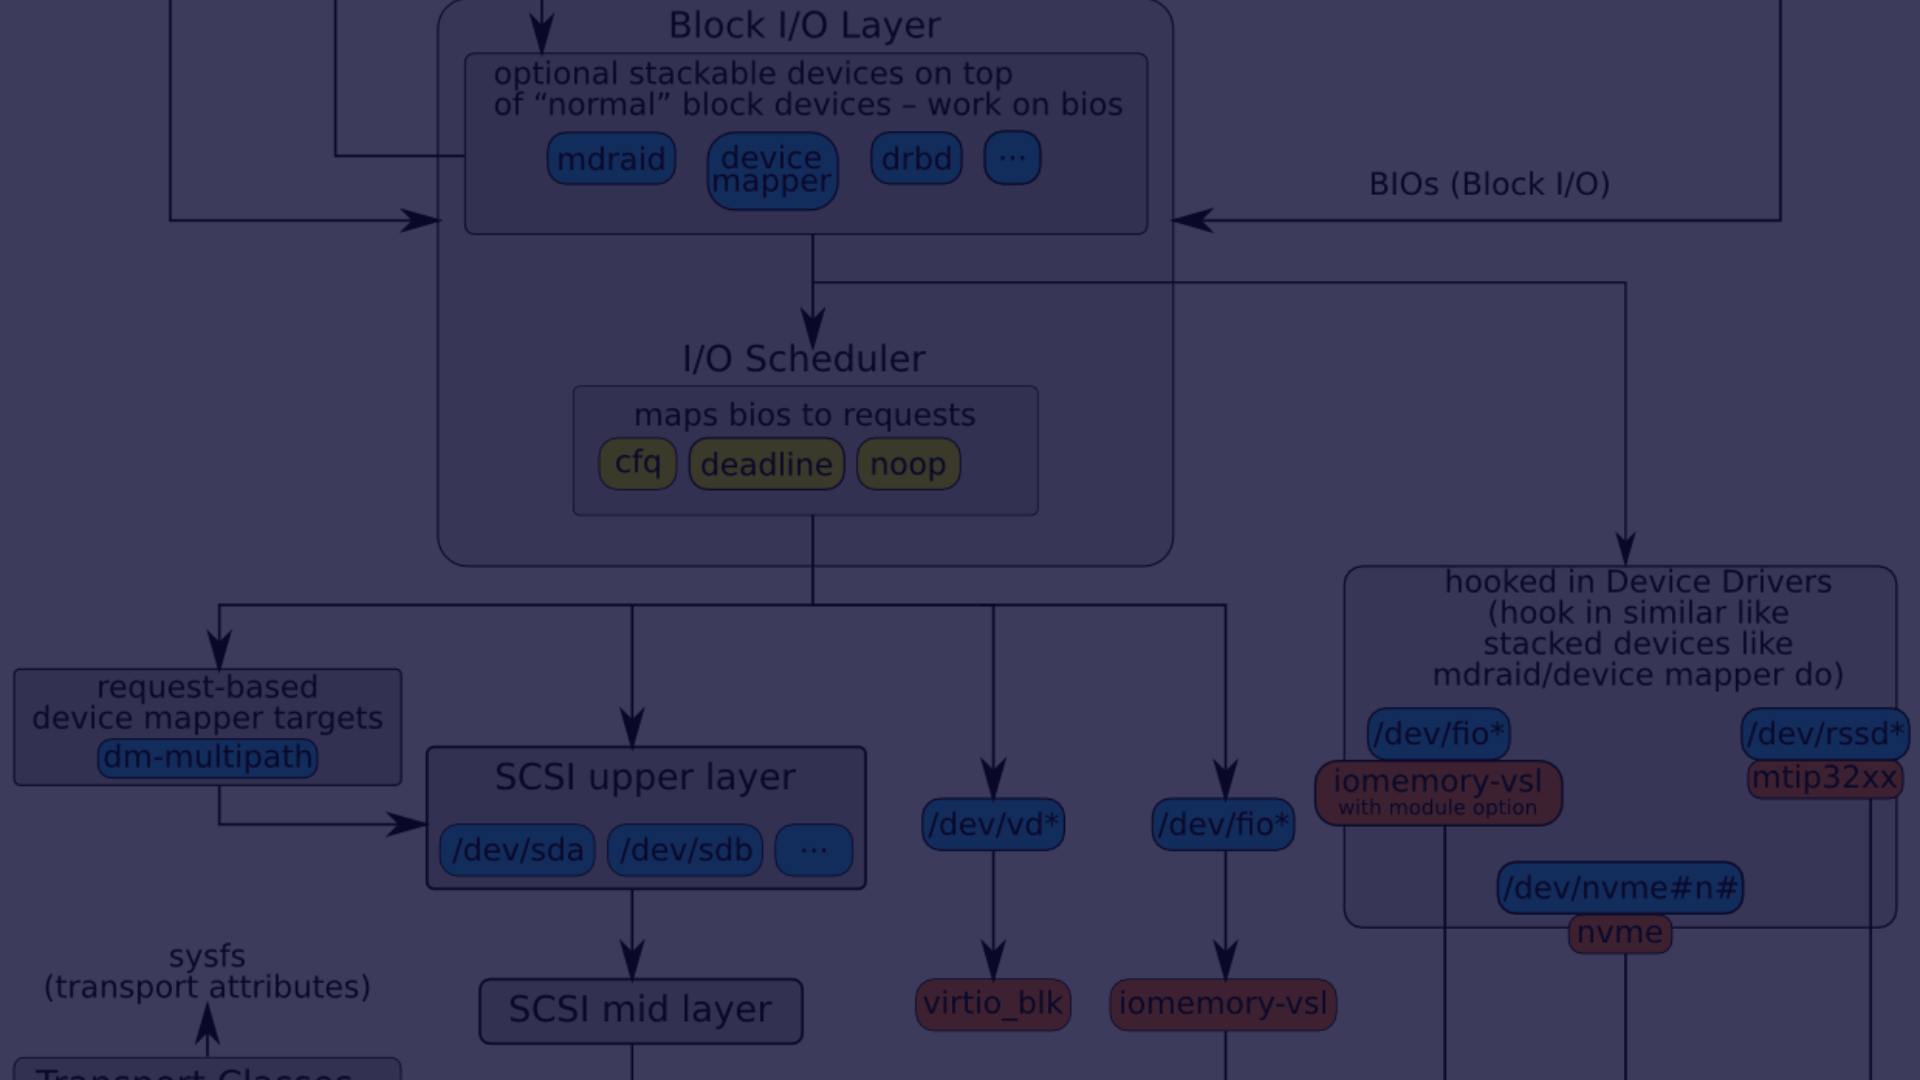 Block I/O Layer
optional stackable devices on top
of “normal” block devices – work on bios
mdraid
device
mapper
drbd
...
BIOs (Block I/O)
I/O Scheduler
maps bios to requests
cfq
deadline
noop
hooked in Device Drivers
(hook in similar like
stacked devices like
mdraid/device mapper do)
/dev/fio*
iomemory-vsl
with module option
/dev/rssd*
mtip32xx
/dev/nvme#n#
nvme
request-based
device mapper targets
dm-multipath
SCSI upper layer
/dev/sda
/dev/sdb
...
/dev/vd*
/dev/fio*
sysfs
(transport attributes)
SCSI mid layer
virtio_blk
iomemory-vsl
Transport Classes